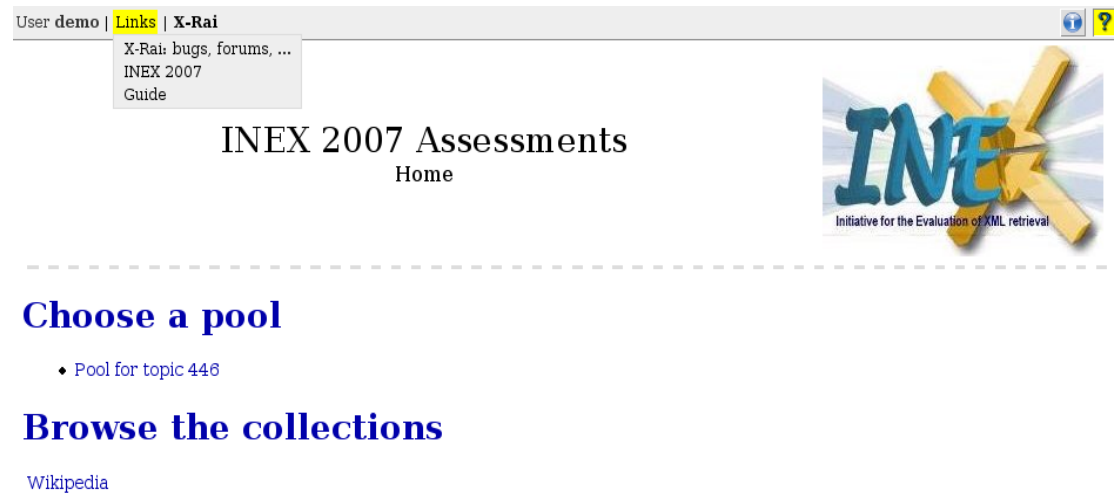 User demo | Links | X-Rai
?
X-Rai: bugs, forums, ...
INEX 2007
Guide
INEX 2007 Assessments
Home
INEX
Initiative for the Evaluation of XML retrieval
Choose a pool
Pool for topic 446
Browse the collections
Wikipedia